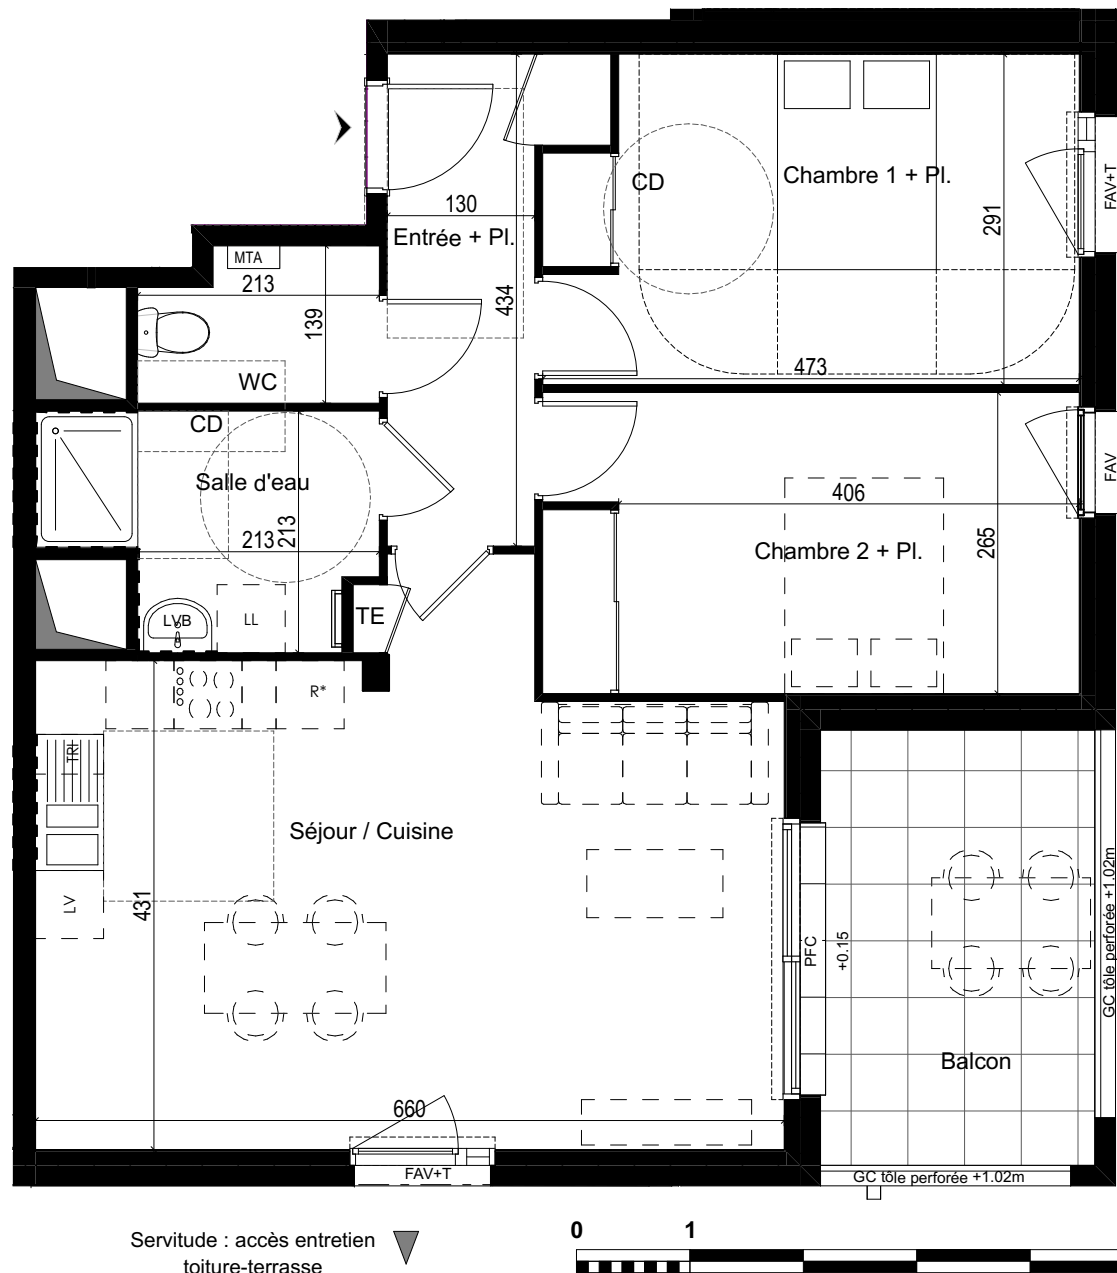 CD
Chambre 1 + Pl.
FAV+T
130
Entrée + Pl.
291
MTA
213
434
139
473
WC
CD
Salle d'eau
406
FAV
213
213
Chambre 2 + Pl.
265
LVB
LL
TE
R*
TRI
Séjour / Cuisine
LV
431
PFC
+0.15
GC tôle perforée +1.02m
Balcon
660
FAV+T
GC tôle perforée +1.02m
Servitude : accès entretien
toiture-terrasse
0 1